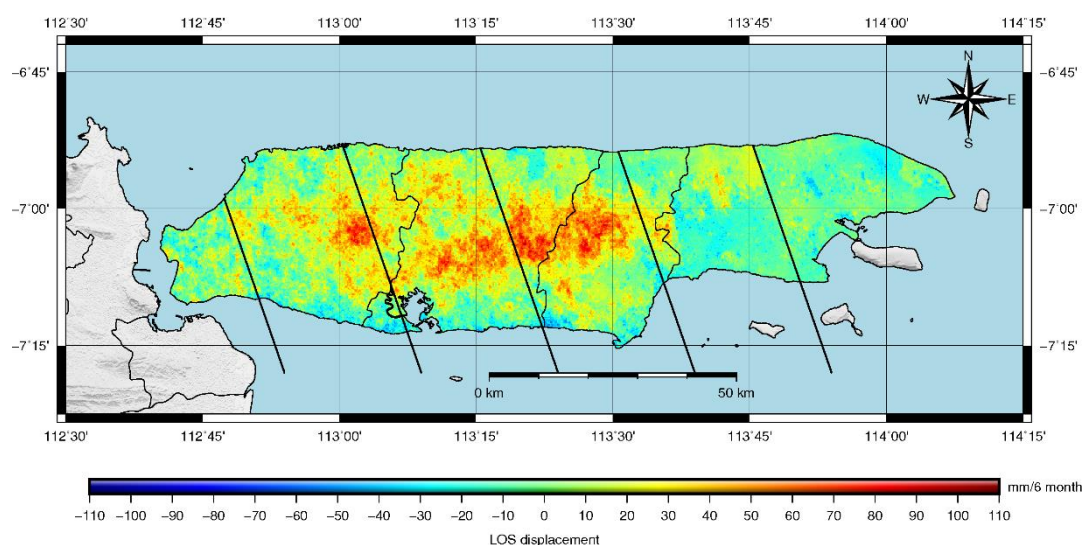 112˚30' 112˚45' 113˚00' 113˚15' 113˚30' 113˚45' 114˚00' 114˚15'
−6˚45' −6˚45'
N
W E
S
−7˚00' −7˚00'
−7˚15' −7˚15'
0 km 50 km
112˚30' 112˚45' 113˚00' 113˚15' 113˚30' 113˚45' 114˚00' 114˚15'
mm/6 month
−110 −100 −90 −80 −70 −60 −50 −40 −30 −20 −10 0 10 20 30 40 50 60 70 80 90 100 110
LOS displacement